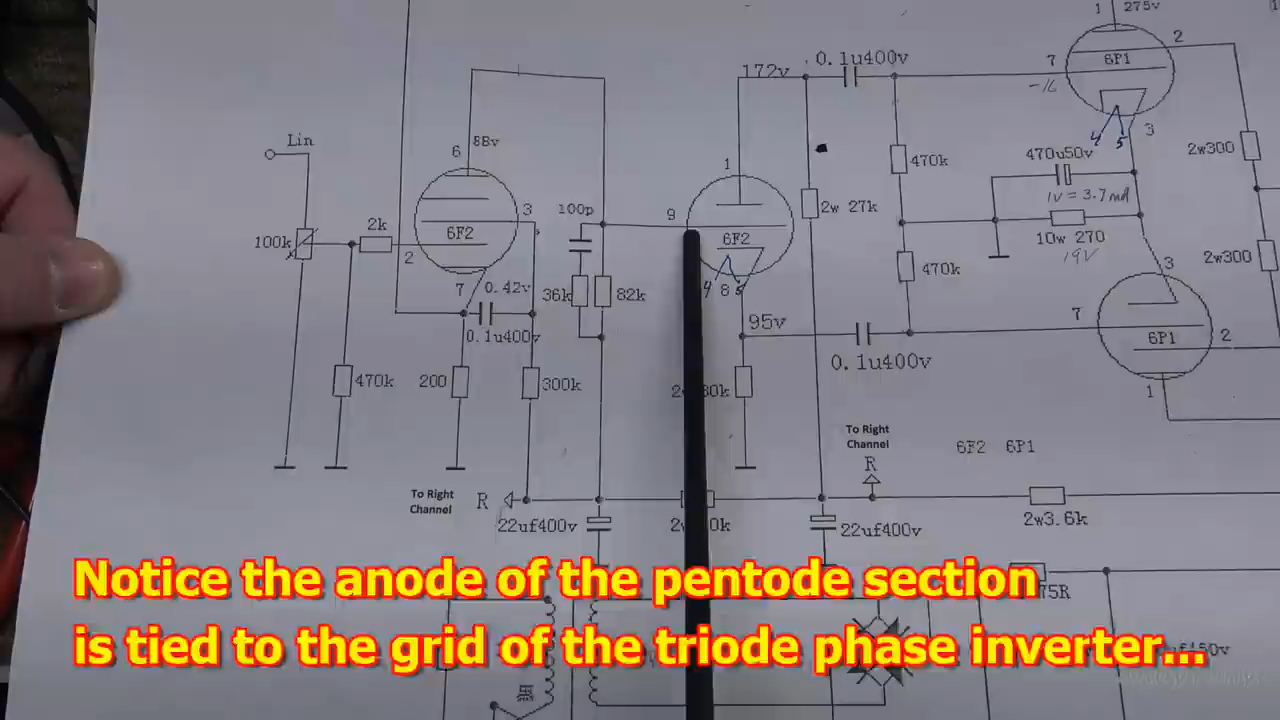 1
275v
2
7
6P1
-16
4
5
3
0.1u400v
172v
Lin
6
88v
470k
470u50v
1v = 3.7ma
2w300
100k
2k
3
6F2
2
100p
9
1
6F2
2w 27k
10w 270
19V
7
0.42v
36k
82k
4
8
5
470k
3
2w300
0.1u400v
95v
7
6P1
2
0.1u400v
470k
200
300k
1
To Right
Channel
R
6F2 6P1
To Right
Channel
R
22uf400v
22uf400v
2w3.6k
75R
Notice the anode of the pentode section
is tied to the grid of the triode phase inverter...
黑